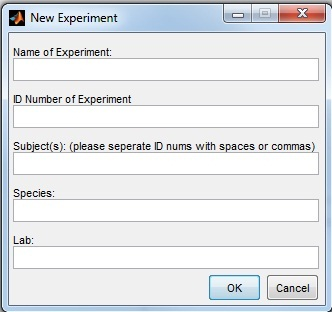 New Experiment
Name of Experiment:
ID Number of Experiment
Subject(s): (please seperate ID nums with spaces or commas)
Species:
Lab:
OK Cancel